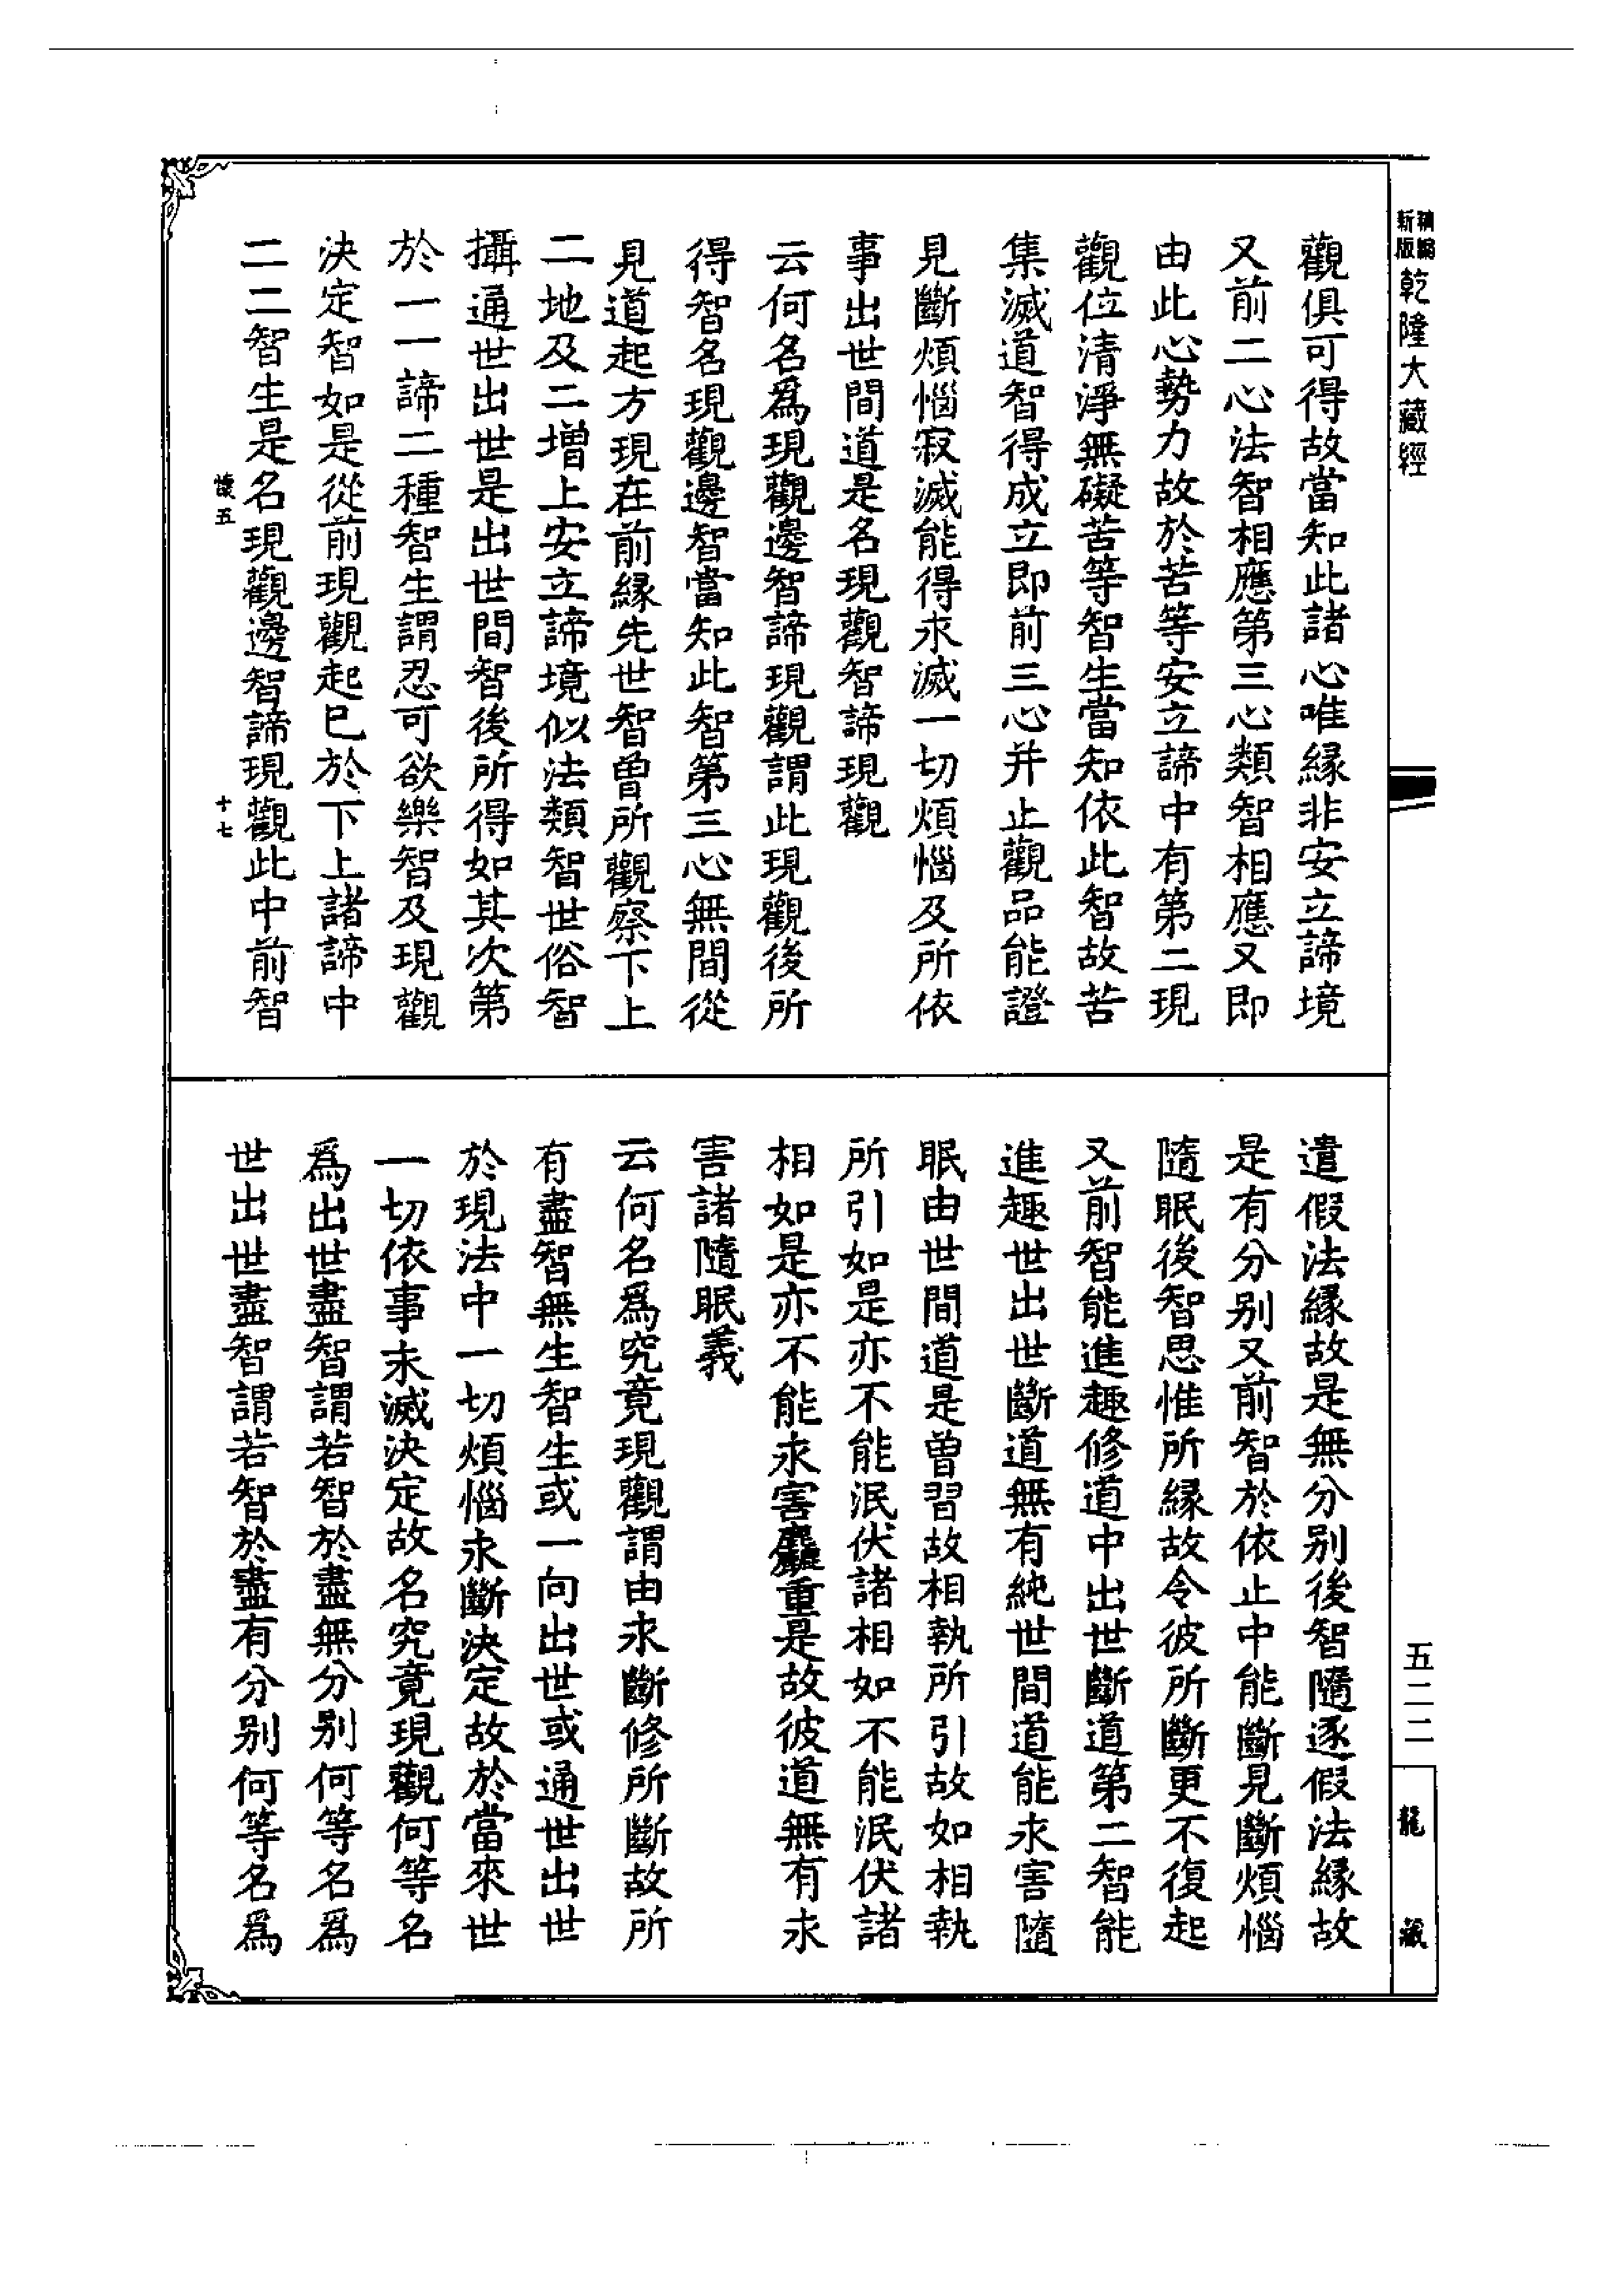 新編
新版
乾隆大藏經
觀俱可得故當知此諸心唯緣非安立諦境
又前二心法智相應第三心類智相應又即
由此心勢力故於苦等安立諦中有第二現
觀位清淨無礙苦等智生當知依此智故苦
集滅道智得成立即前三心并止觀品能證
見斷煩惱寂滅能得永滅一切煩惱及所依
事出世間道是名現觀智諦現觀
云何名為現觀邊智諦現觀謂此現觀後所
得智名現觀邊智當知此智第三心無間從
見道起方現在前緣先世智曾所觀察下上
二地及二增上安立諦境似法類智世俗智
攝通世出世是出世間智後所得如其次第
於一一諦二種智生謂忍可欲樂智及現觀
決定智如是從前現觀起已於下上諸諦中
二二智生是名現觀邊智諦現觀此中前智
懷五
十七
遣假法緣故是無分別後智隨逐假法緣故
是有分別又前智於依止中能斷見斷煩惱
隨眠後智思惟所緣故令彼所斷更不復起
又前智能進趣修道中出世斷道第二智能
進趣世出世斷道無有純世間道能永害隨
眠由世間道是曾習故相執所引故如相執
所引如是亦不能泯伏諸相如不能泯伏諸
相如是亦不能永害麤重是故彼道無有永
害諸隨眠義
云何名為究竟現觀謂由永斷修所斷故所
有盡智無生智生或一向出世或通世出世
於現法中一切煩惱永斷決定故於當來世
一切依事永滅決定故名究竟現觀何等名
為出世盡智謂若智於盡無分別何等名為
世出世盡智謂若智於盡有分別何等名為
五二二
龍藏